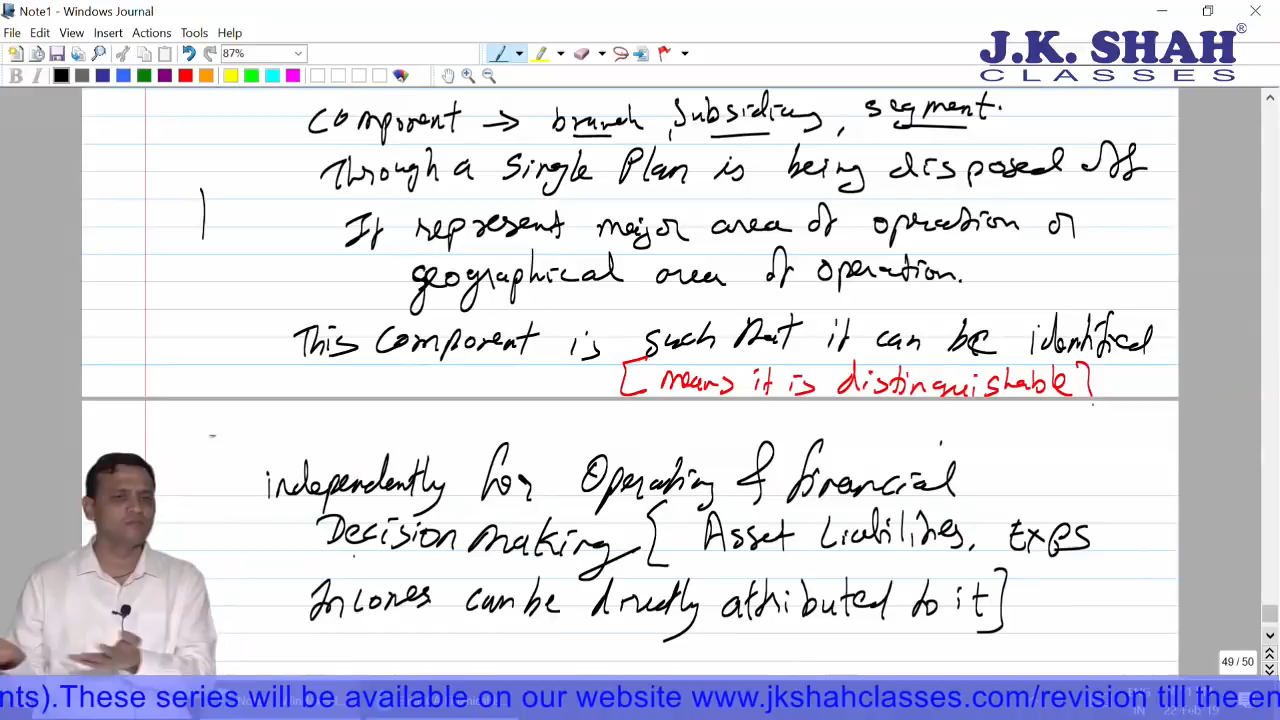 Note1 - Windows Journal
File Edit View Insert Actions Tools Help
87%
J.K. SHAH®
CLASSES
Component → branch, Subsidiary, segment.
Through a Single Plan is being disposed off
It represent major area of operation or
geographical area of operation.
This Component is such that it can be identified
[means it is distinguishable]
independently for Operating & financial
Decision Making [Asset Liabilities, Exps
Incomes can be directly attributed to it]
49 / 50
nts).These series will be available on our website www.jkshahclasses.com/revision till the en